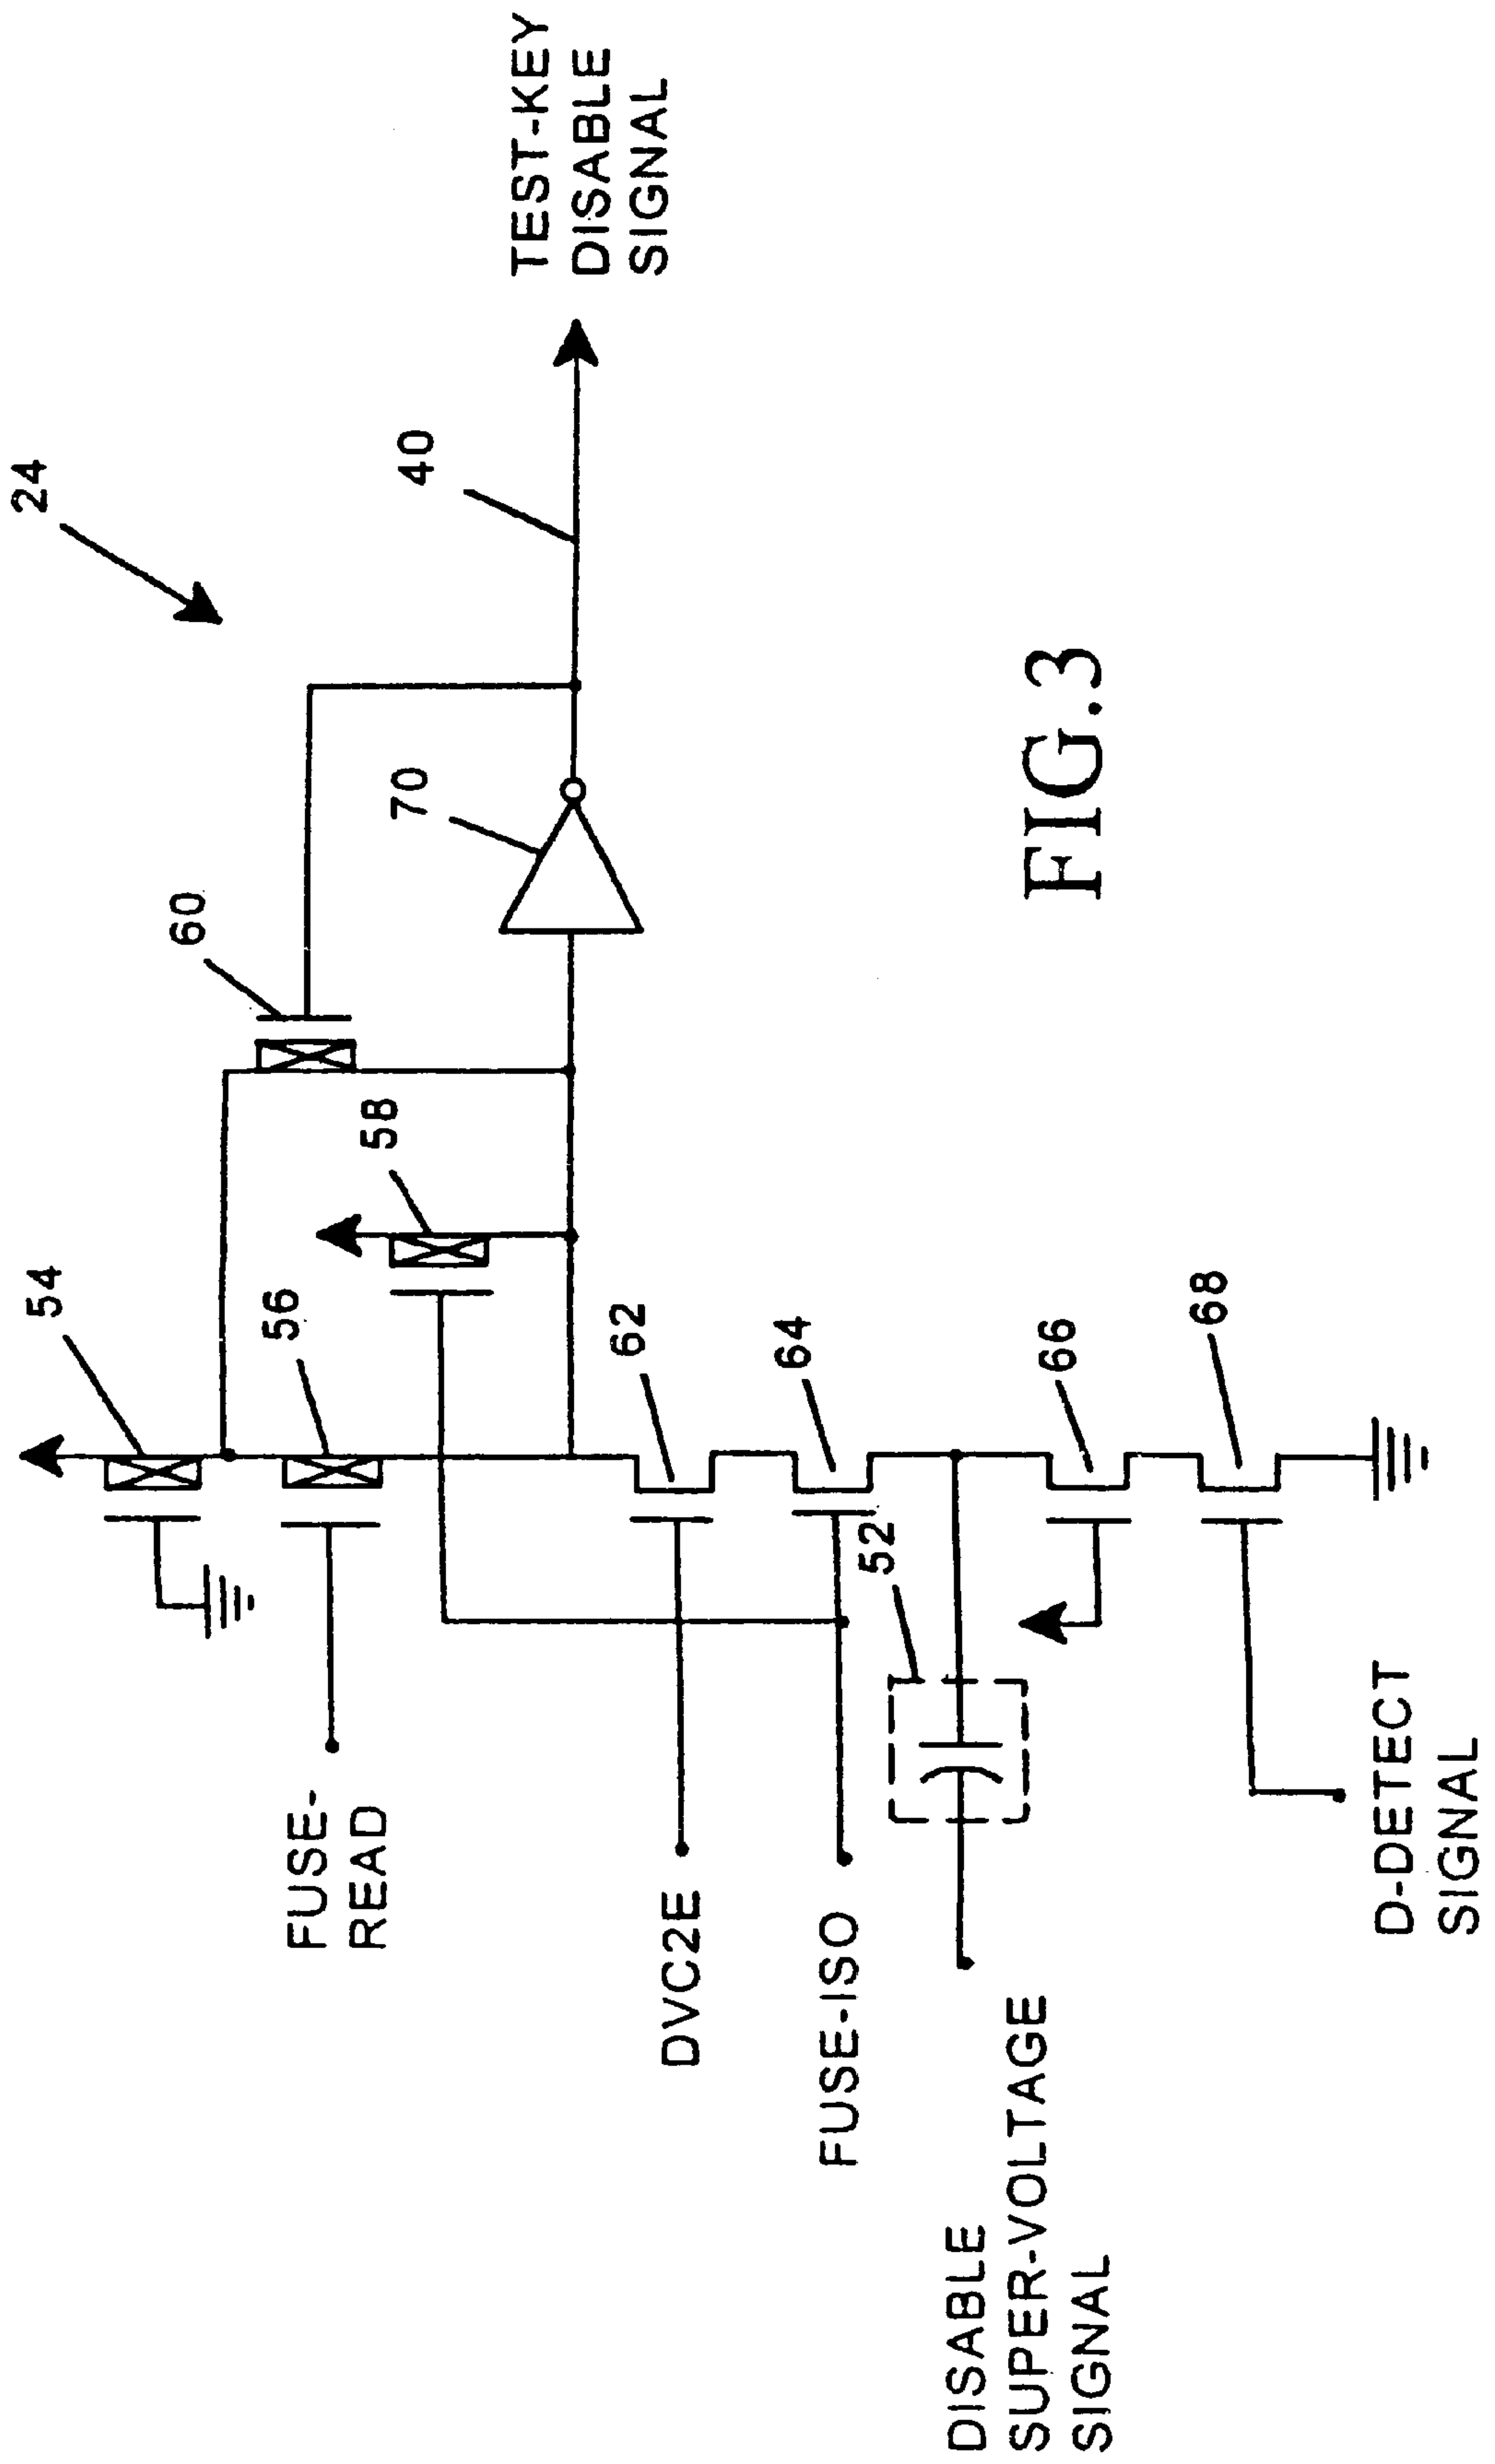 24
54
56
58
60
70
40
62
64
52
66
68
FUSE-
READ
DVC2E
FUSE-ISO
DISABLE
SUPER-VOLTAGE
SIGNAL
D-DETECT
SIGNAL
TEST-KEY
DISABLE
SIGNAL
FIG.3